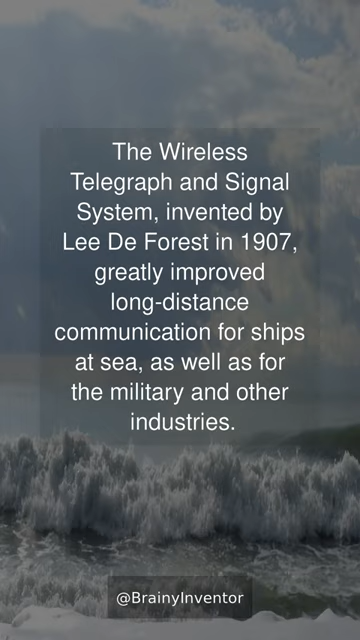 The Wireless
Telegraph and Signal
System, invented by
Lee De Forest in 1907,
greatly improved
long-distance
communication for ships
at sea, as well as for
the military and other
industries.
@BrainyInventor